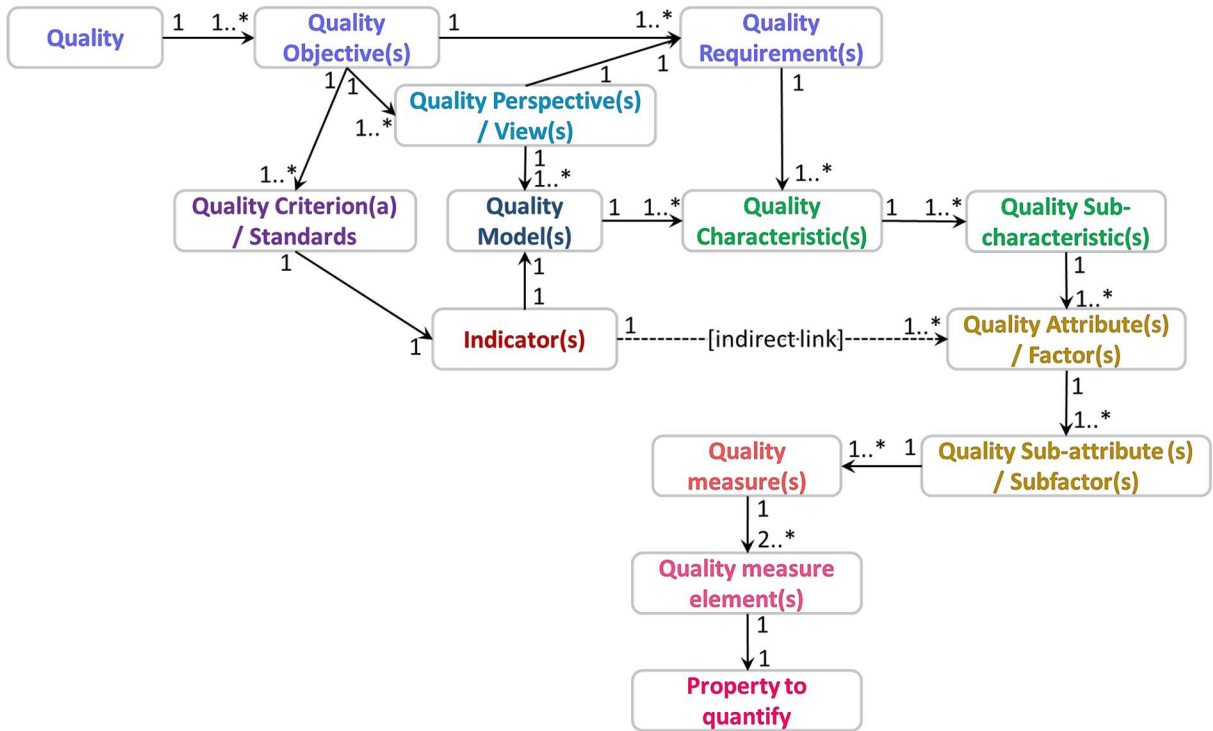 Quality
1
1..*
Quality
Objective(s)
1
1..*
Quality
Requirement(s)
1
1
1
1
1..*
Quality Perspective(s)
/ View(s)
1
1
1..*
1..*
1..*
Quality Criterion(a)
/ Standards
Quality
Model(s)
1
1..*
Quality
Characteristic(s)
1
1..*
Quality Sub-
characteristic(s)
1
1
1
1
1..*
1
Indicator(s)
1
[indirect link]
1..*
Quality Attribute(s)
/ Factor(s)
1
1..*
Quality
measure(s)
1..*
1
Quality Sub-attribute (s)
/ Subfactor(s)
1
2..*
Quality measure
element(s)
1
1
Property to
quantify